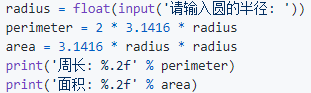 radius = float(input('请输入圆的半径: '))
perimeter = 2 * 3.1416 * radius
area = 3.1416 * radius * radius
print('周长: %.2f' % perimeter)
print('面积: %.2f' % area)